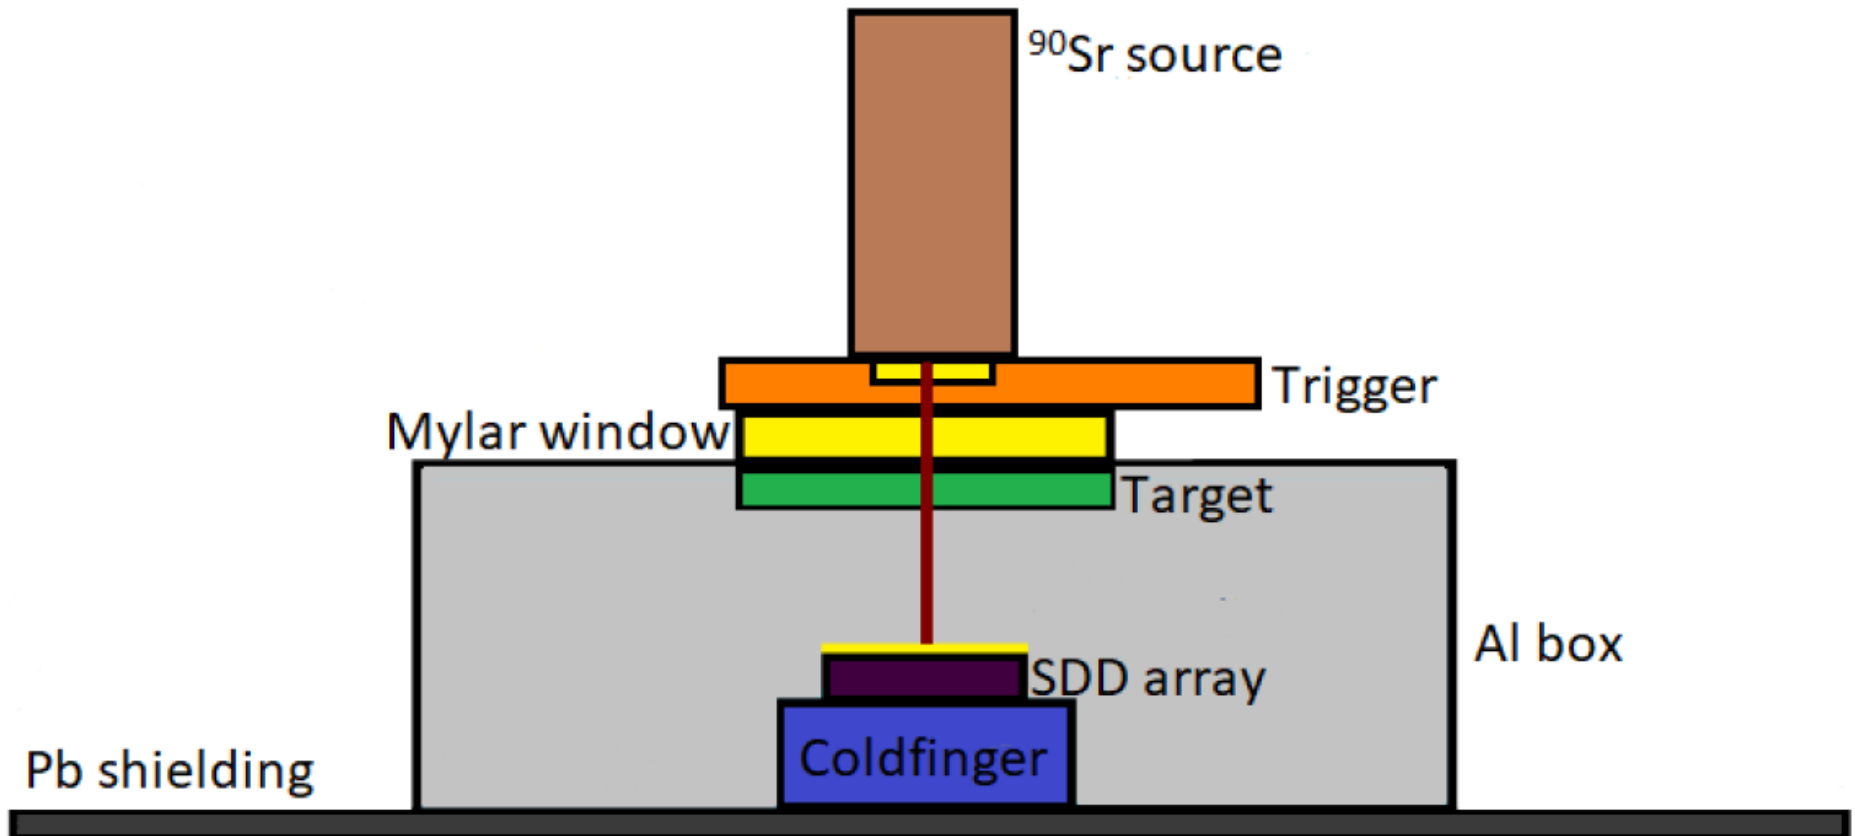 ⁹⁰Sr source
Trigger
Mylar window
Target
Al box
SDD array
Coldfinger
Pb shielding